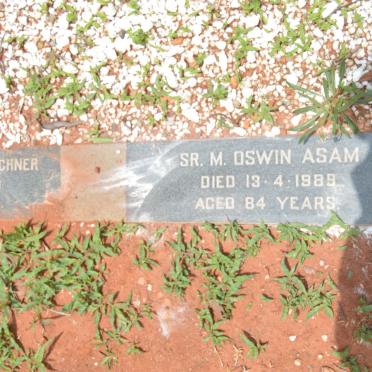 CHNER
SR. M. OSWIN ASAM
DIED 13·4·1989
AGED 84 YEARS